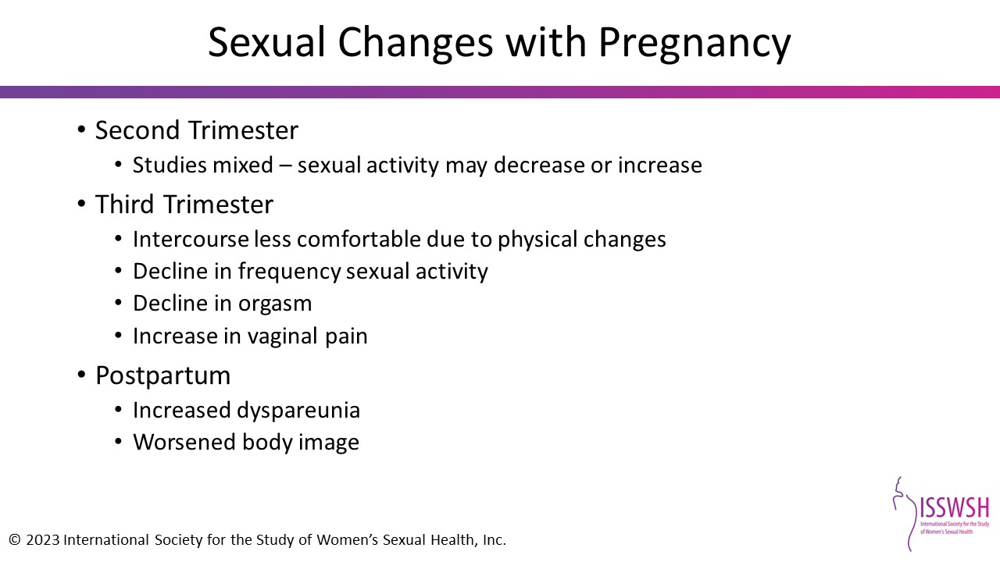 Sexual Changes with Pregnancy
• Second Trimester
• Studies mixed – sexual activity may decrease or increase
• Third Trimester
• Intercourse less comfortable due to physical changes
• Decline in frequency sexual activity
• Decline in orgasm
• Increase in vaginal pain
• Postpartum
• Increased dyspareunia
• Worsened body image
ISSWSH
International Society for the Study
of Women's Sexual Health
© 2023 International Society for the Study of Women’s Sexual Health, Inc.